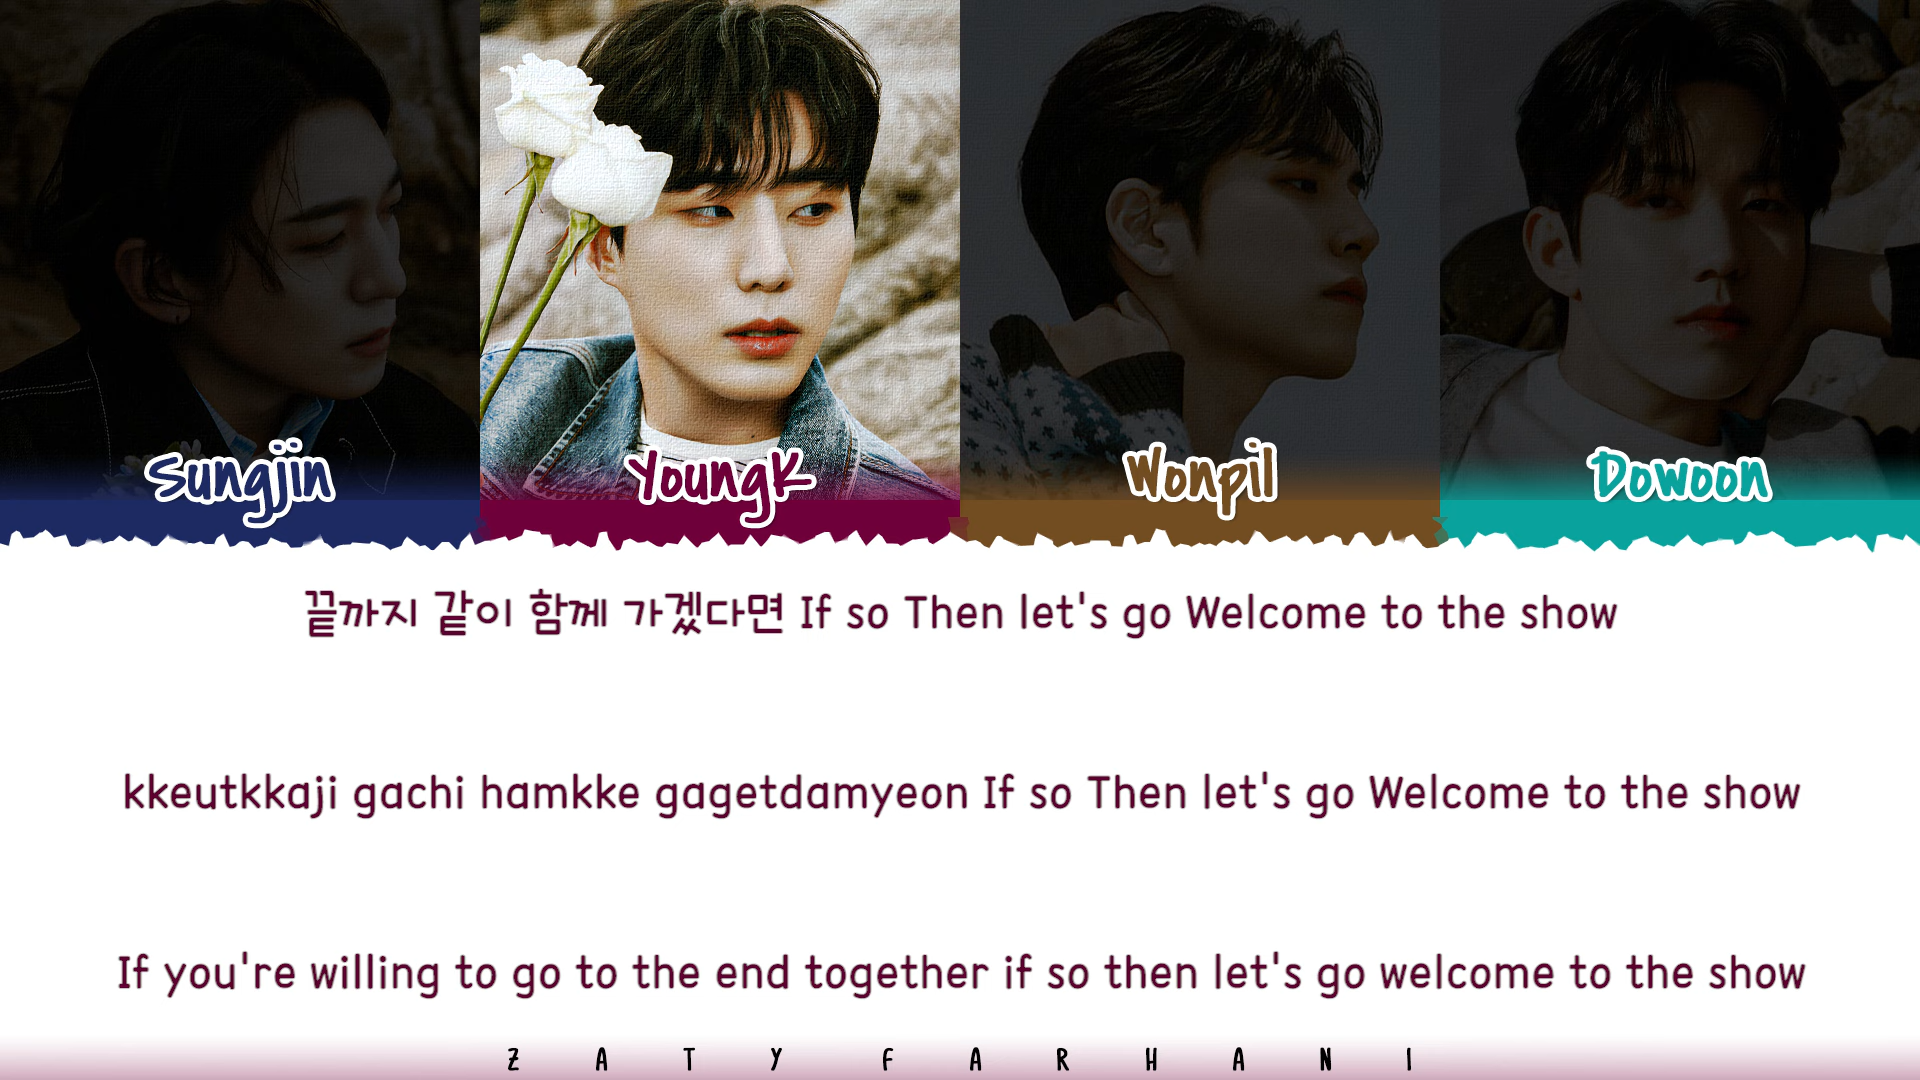 Sungjin YoungK Wonpil Dowoon
끝까지 같이 함께 가겠다면 If so Then let's go Welcome to the show
kkeutkkaji gachi hamkke gagetdamyeon If so Then let's go Welcome to the show
If you're willing to go to the end together if so then let's go welcome to the show
ZATY FARHANI